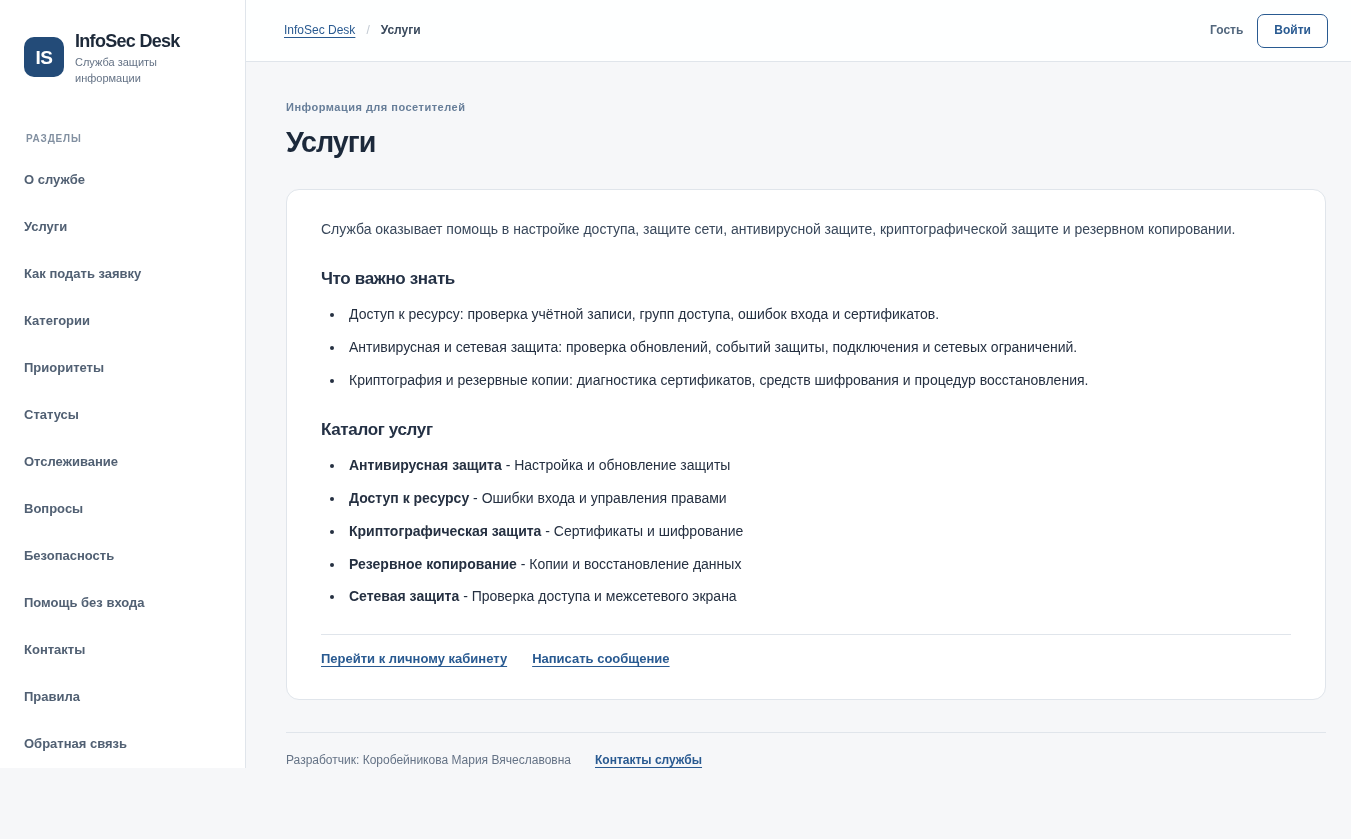 IS
InfoSec Desk
Служба защиты
информации
РАЗДЕЛЫ
О службе
Услуги
Как подать заявку
Категории
Приоритеты
Статусы
Отслеживание
Вопросы
Безопасность
Помощь без входа
Контакты
Правила
Обратная связь
InfoSec Desk / Услуги
Гость Войти
Информация для посетителей
Услуги
Служба оказывает помощь в настройке доступа, защите сети, антивирусной защите, криптографической защите и резервном копировании.
Что важно знать
• Доступ к ресурсу: проверка учётной записи, групп доступа, ошибок входа и сертификатов.
• Антивирусная и сетевая защита: проверка обновлений, событий защиты, подключения и сетевых ограничений.
• Криптография и резервные копии: диагностика сертификатов, средств шифрования и процедур восстановления.
Каталог услуг
• Антивирусная защита - Настройка и обновление защиты
• Доступ к ресурсу - Ошибки входа и управления правами
• Криптографическая защита - Сертификаты и шифрование
• Резервное копирование - Копии и восстановление данных
• Сетевая защита - Проверка доступа и межсетевого экрана
Перейти к личному кабинету Написать сообщение
Разработчик: Коробейникова Мария Вячеславовна Контакты службы